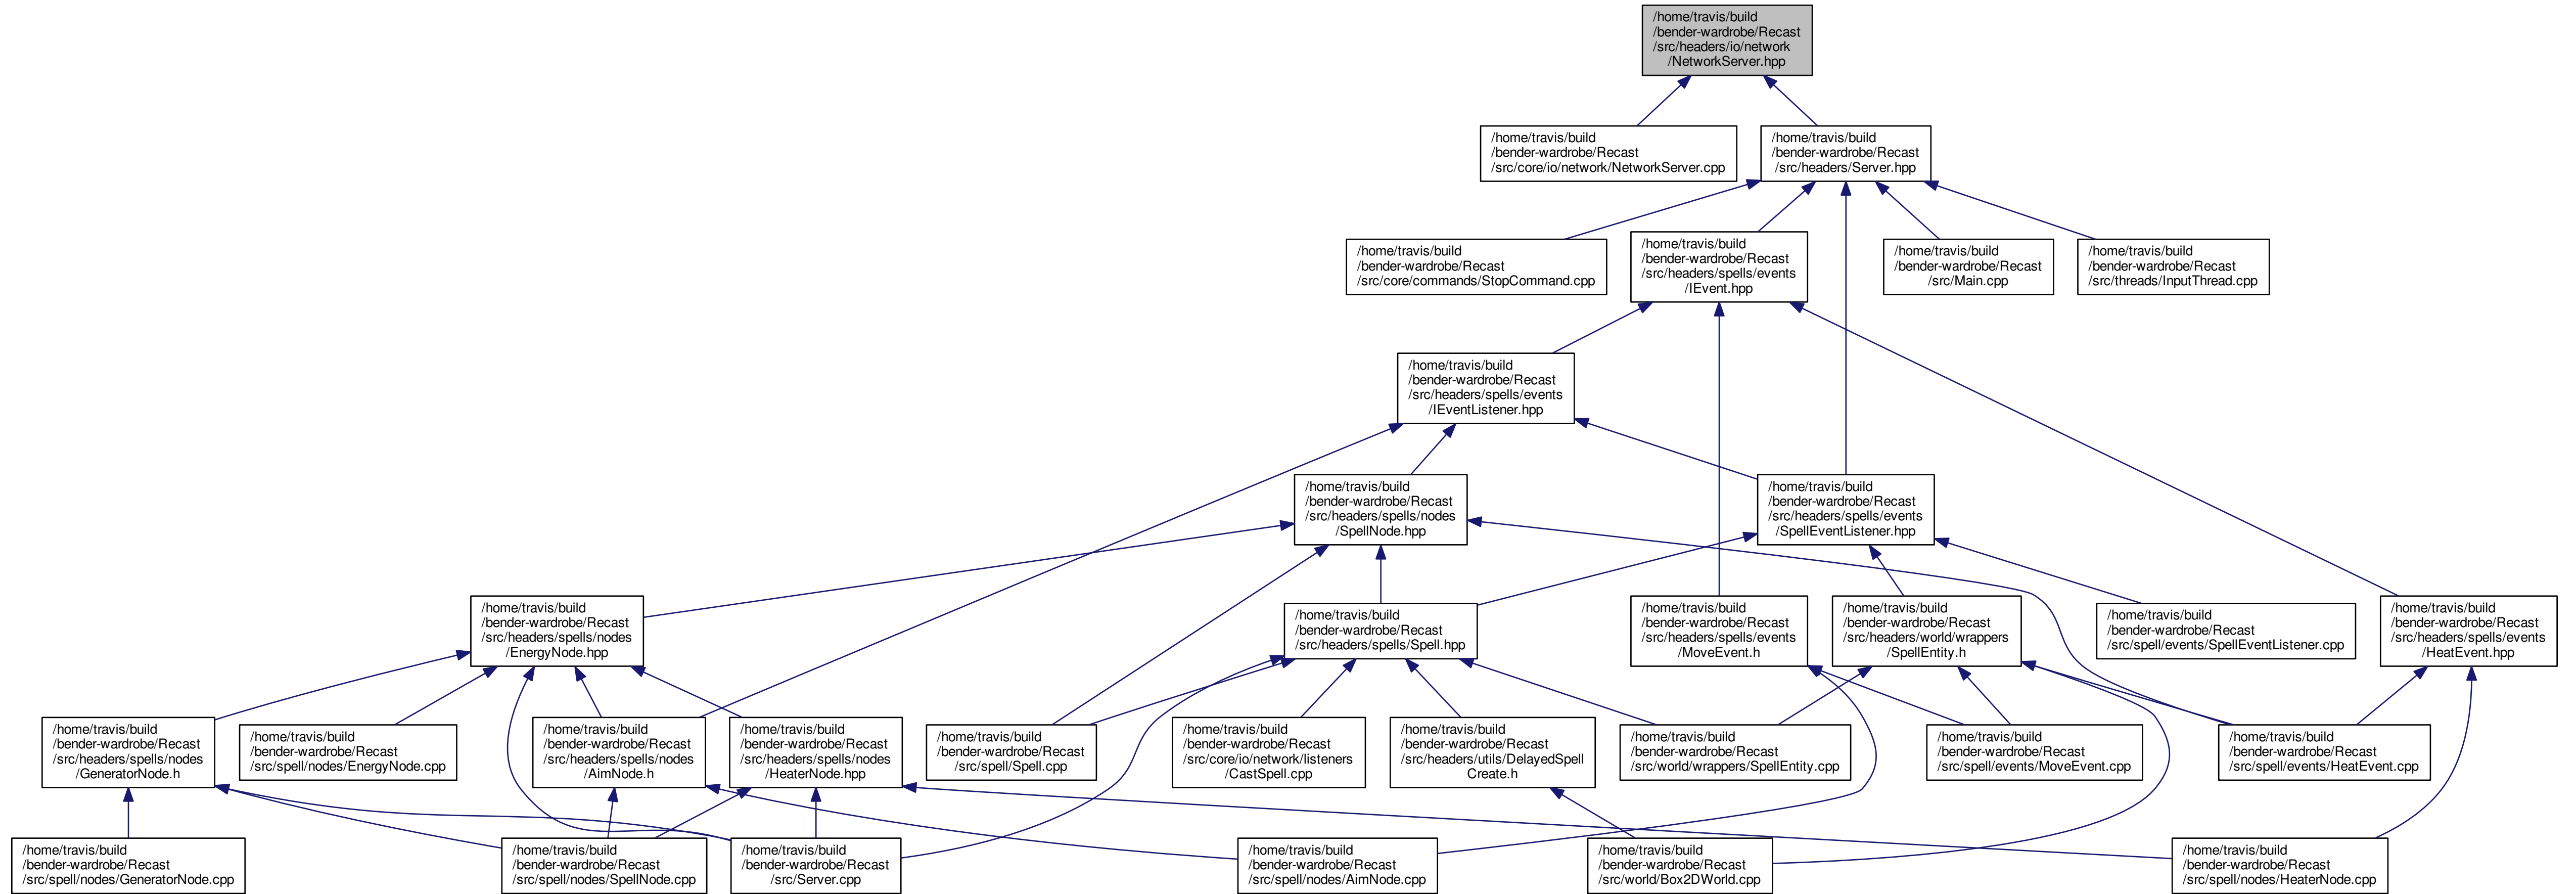 /home/travis/build
/bender-wardrobe/Recast
/src/headers/io/network
/NetworkServer.hpp
/home/travis/build
/bender-wardrobe/Recast
/src/core/io/network/NetworkServer.cpp
/home/travis/build
/bender-wardrobe/Recast
/src/headers/Server.hpp
/home/travis/build
/bender-wardrobe/Recast
/src/core/commands/StopCommand.cpp
/home/travis/build
/bender-wardrobe/Recast
/src/headers/spells/events
/IEvent.hpp
/home/travis/build
/bender-wardrobe/Recast
/src/Main.cpp
/home/travis/build
/bender-wardrobe/Recast
/src/threads/InputThread.cpp
/home/travis/build
/bender-wardrobe/Recast
/src/headers/spells/events
/IEventListener.hpp
/home/travis/build
/bender-wardrobe/Recast
/src/headers/spells/nodes
/SpellNode.hpp
/home/travis/build
/bender-wardrobe/Recast
/src/headers/spells/events
/SpellEventListener.hpp
/home/travis/build
/bender-wardrobe/Recast
/src/headers/spells/nodes
/EnergyNode.hpp
/home/travis/build
/bender-wardrobe/Recast
/src/headers/spells/Spell.hpp
/home/travis/build
/bender-wardrobe/Recast
/src/headers/spells/events
/MoveEvent.h
/home/travis/build
/bender-wardrobe/Recast
/src/headers/world/wrappers
/SpellEntity.h
/home/travis/build
/bender-wardrobe/Recast
/src/spell/events/SpellEventListener.cpp
/home/travis/build
/bender-wardrobe/Recast
/src/headers/spells/events
/HeatEvent.hpp
/home/travis/build
/bender-wardrobe/Recast
/src/headers/spells/nodes
/GeneratorNode.h
/home/travis/build
/bender-wardrobe/Recast
/src/spell/nodes/EnergyNode.cpp
/home/travis/build
/bender-wardrobe/Recast
/src/headers/spells/nodes
/AimNode.h
/home/travis/build
/bender-wardrobe/Recast
/src/headers/spells/nodes
/HeaterNode.hpp
/home/travis/build
/bender-wardrobe/Recast
/src/spell/Spell.cpp
/home/travis/build
/bender-wardrobe/Recast
/src/core/io/network/listeners
/CastSpell.cpp
/home/travis/build
/bender-wardrobe/Recast
/src/headers/utils/DelayedSpell
Create.h
/home/travis/build
/bender-wardrobe/Recast
/src/world/wrappers/SpellEntity.cpp
/home/travis/build
/bender-wardrobe/Recast
/src/spell/events/MoveEvent.cpp
/home/travis/build
/bender-wardrobe/Recast
/src/spell/events/HeatEvent.cpp
/home/travis/build
/bender-wardrobe/Recast
/src/spell/nodes/GeneratorNode.cpp
/home/travis/build
/bender-wardrobe/Recast
/src/spell/nodes/SpellNode.cpp
/home/travis/build
/bender-wardrobe/Recast
/src/Server.cpp
/home/travis/build
/bender-wardrobe/Recast
/src/spell/nodes/AimNode.cpp
/home/travis/build
/bender-wardrobe/Recast
/src/world/Box2DWorld.cpp
/home/travis/build
/bender-wardrobe/Recast
/src/spell/nodes/HeaterNode.cpp